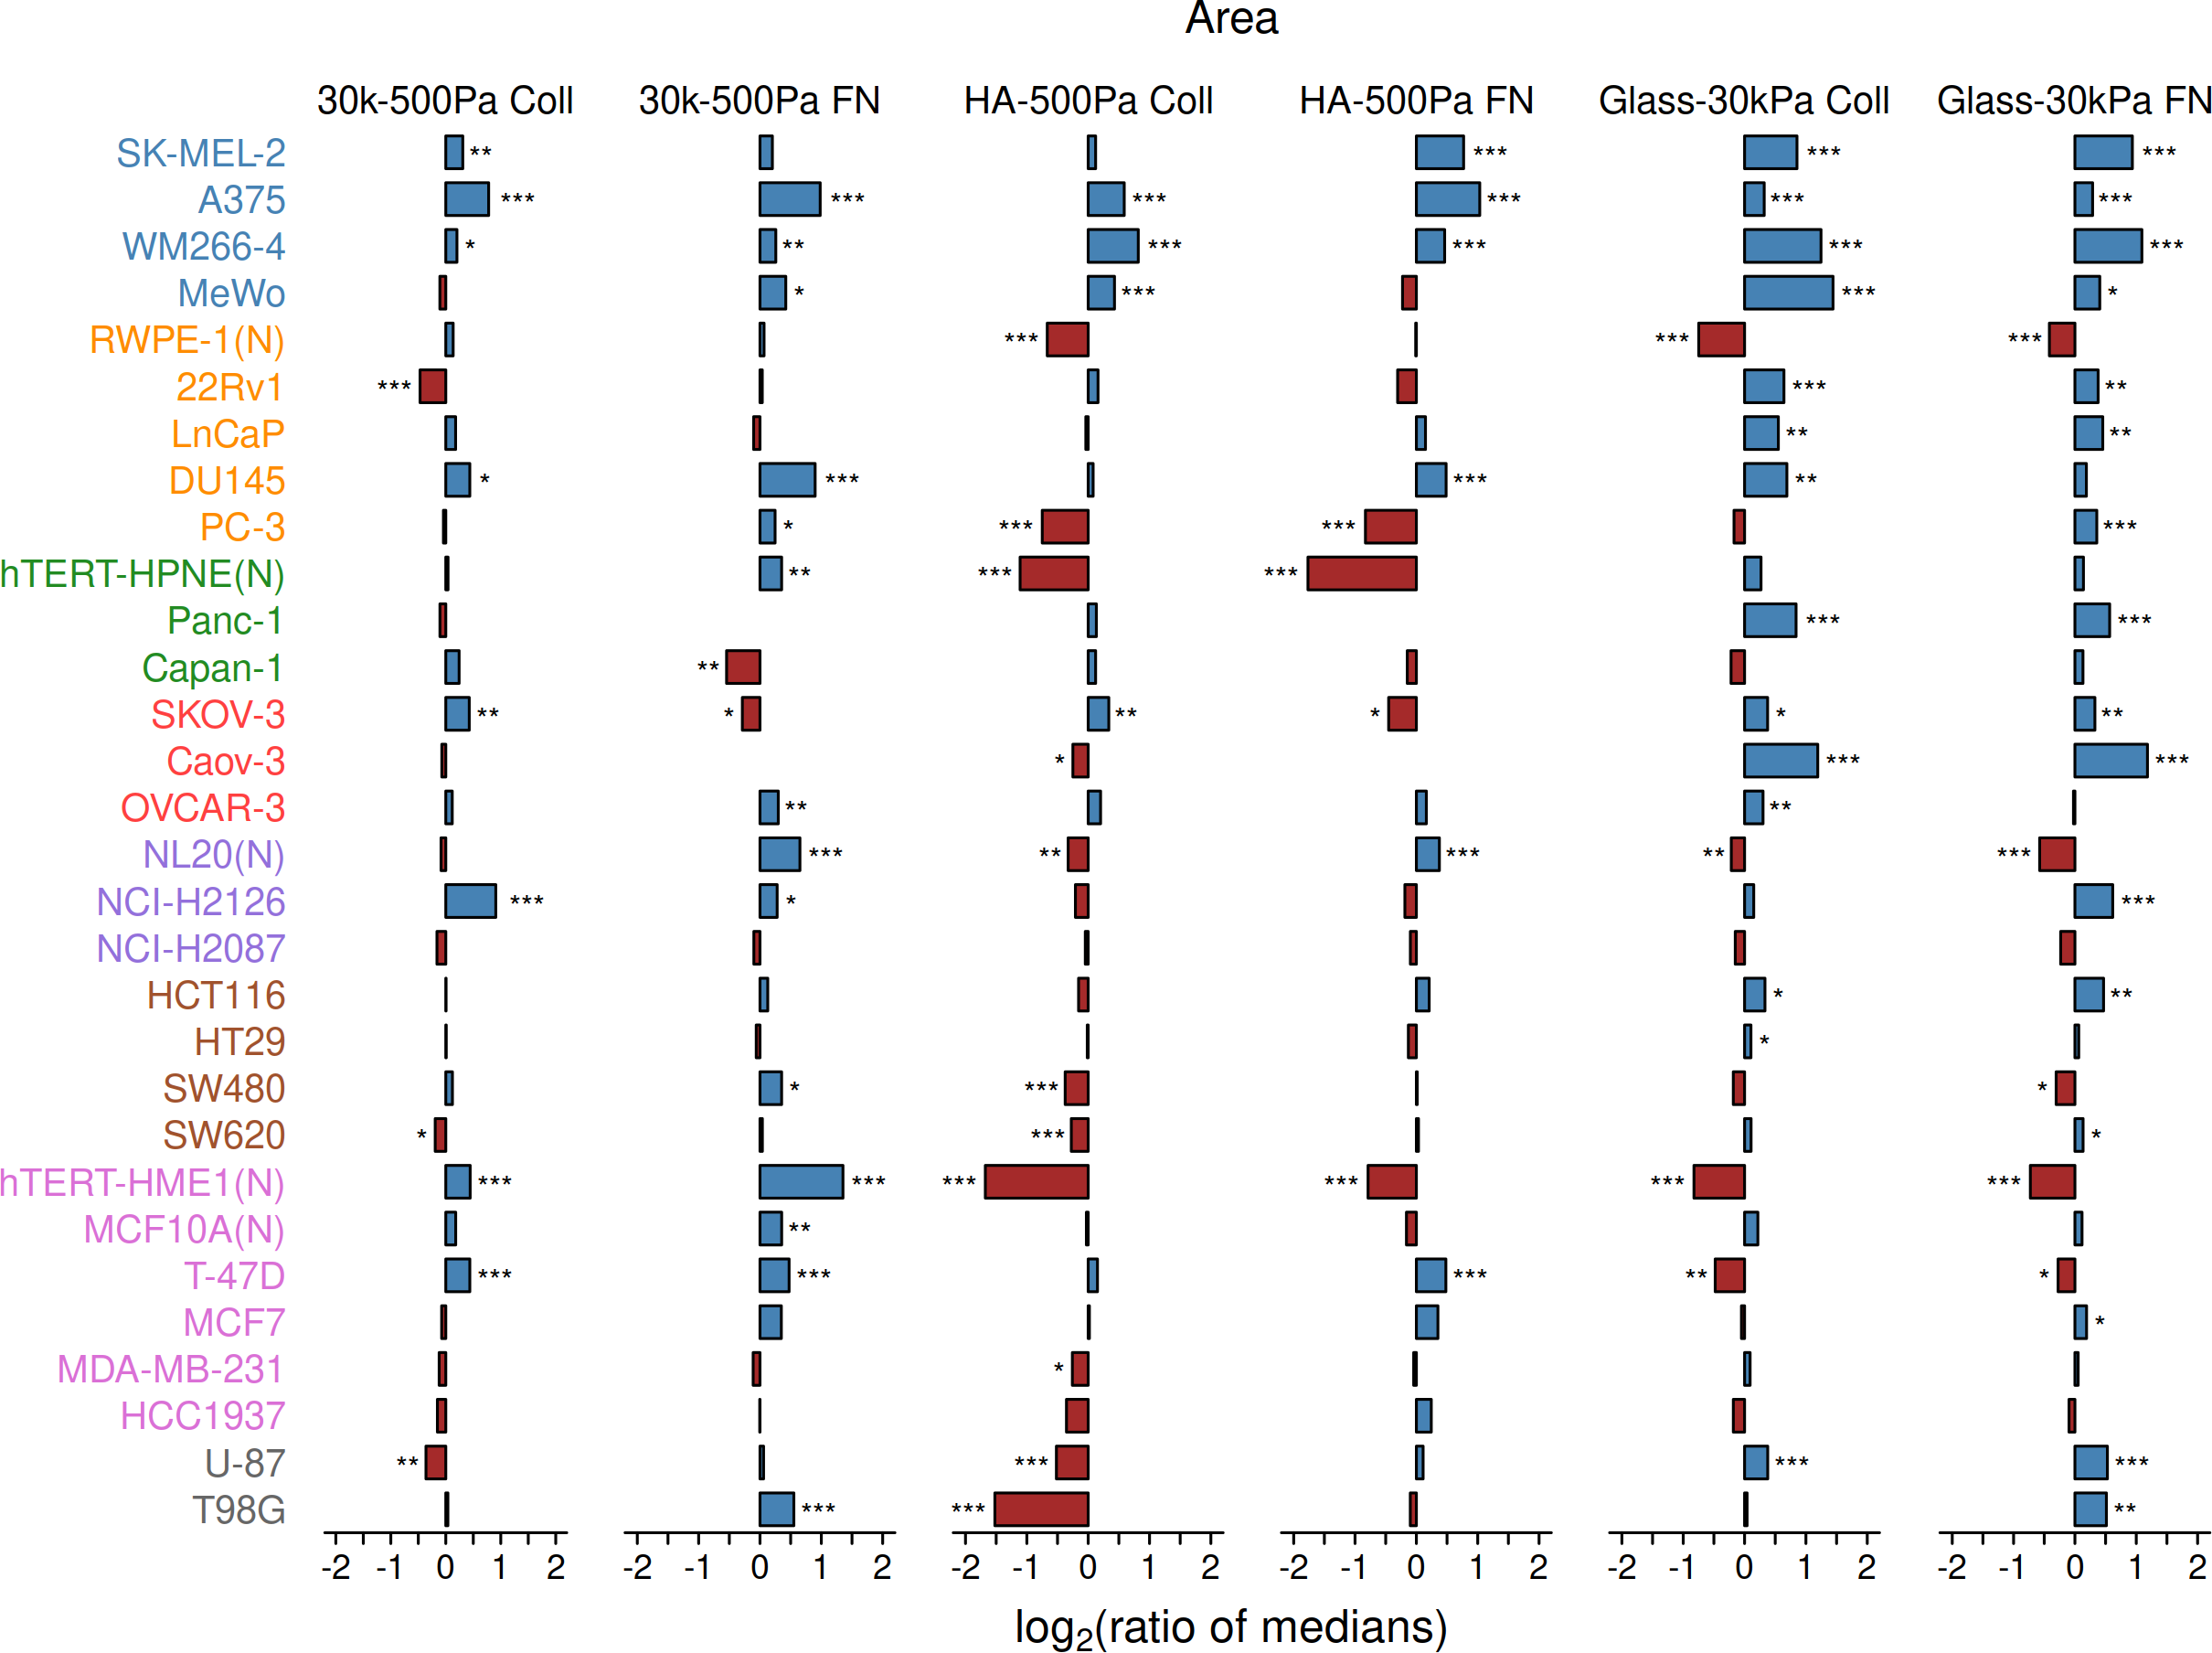 Area
30k-500Pa Coll 30k-500Pa FN HA-500Pa Coll HA-500Pa FN Glass-30kPa Coll Glass-30kPa FN
SK-MEL-2 ** *** *** ***
A375 *** *** *** *** *** ***
WM266-4 * ** *** *** *** ***
MeWo * *** *** *
RWPE-1(N) *** *** ***
22Rv1 *** *** **
LnCaP ** **
DU145 * *** *** **
PC-3 * *** *** ***
hTERT-HPNE(N) ** *** ***
Panc-1 *** ***
Capan-1 **
SKOV-3 ** * ** * * **
Caov-3 * *** ***
OVCAR-3 ** **
NL20(N) *** ** *** ** ***
NCI-H2126 *** * ***
NCI-H2087
HCT116 * **
HT29 *
SW480 * *** *
SW620 * *** *
hTERT-HME1(N) *** *** *** *** *** ***
MCF10A(N) **
T-47D *** *** *** ** *
MCF7 *
MDA-MB-231 *
HCC1937
U-87 ** *** *** ***
T98G *** *** **
-2 -1 0 1 2 -2 -1 0 1 2 -2 -1 0 1 2 -2 -1 0 1 2 -2 -1 0 1 2 -2 -1 0 1 2
log₂(ratio of medians)